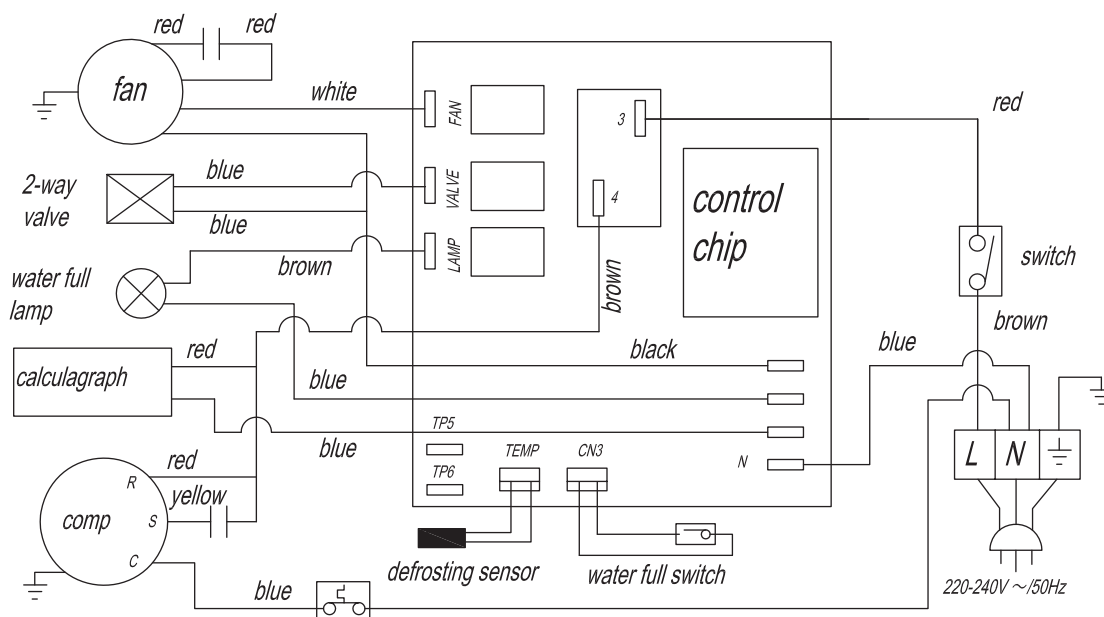 red
red
fan
white
FAN
3
red
2-way
valve
blue
blue
VALVE
4
control
chip
switch
water full
lamp
brown
LAMP
brown
brown
calculagraph
red
blue
black
blue
blue
TP5
TP6
TEMP
CN3
N
L
N
comp
R
S
C
red
yellow
blue
defrosting sensor
water full switch
220-240V ～/50Hz